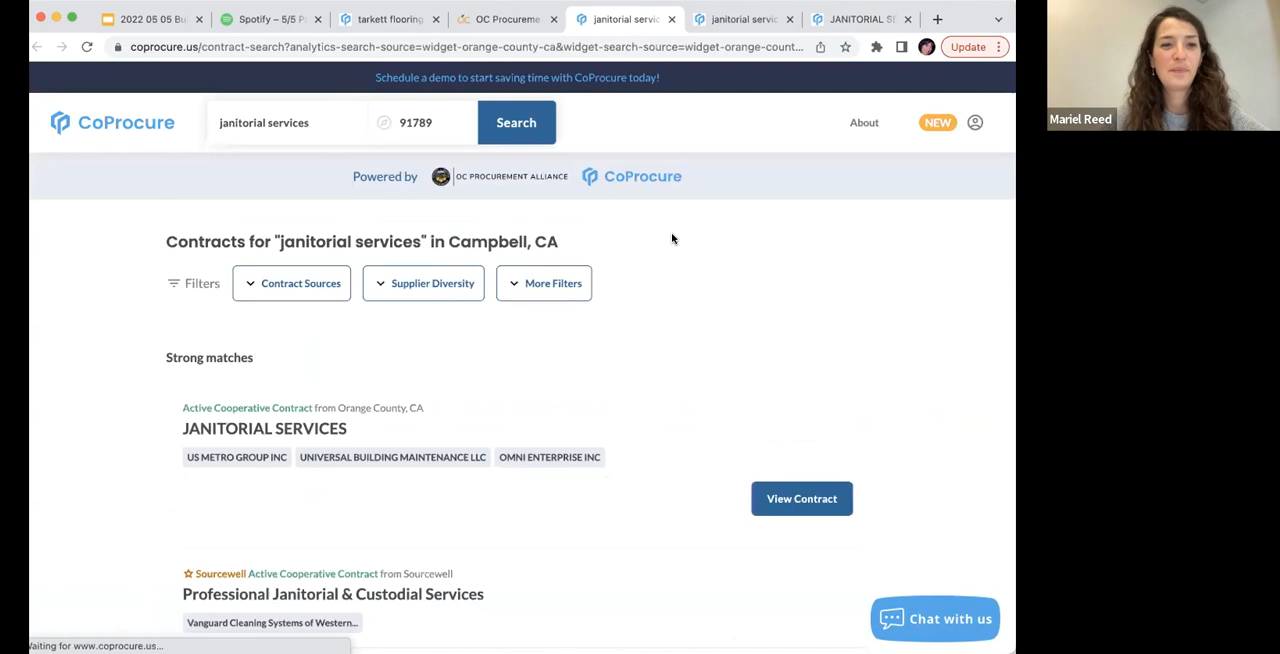 2022 05 05 Bu
Spotify – 5/5 P
tarkett flooring
OC Procureme
janitorial servic
janitorial servic
JANITORIAL SE
coprocure.us/contract-search?analytics-search-source=widget-orange-county-ca&widget-search-source=widget-orange-count...
Update
Schedule a demo to start saving time with CoProcure today!
CoProcure
janitorial services
91789
Search
About
NEW
Powered by
OC PROCUREMENT ALLIANCE
CoProcure
Contracts for "janitorial services" in Campbell, CA
Filters
Contract Sources
Supplier Diversity
More Filters
Strong matches
Active Cooperative Contract from Orange County, CA
JANITORIAL SERVICES
US METRO GROUP INC
UNIVERSAL BUILDING MAINTENANCE LLC
OMNI ENTERPRISE INC
View Contract
Sourcewell Active Cooperative Contract from Sourcewell
Professional Janitorial & Custodial Services
Vanguard Cleaning Systems of Western...
Chat with us
Waiting for www.coprocure.us...
Mariel Reed